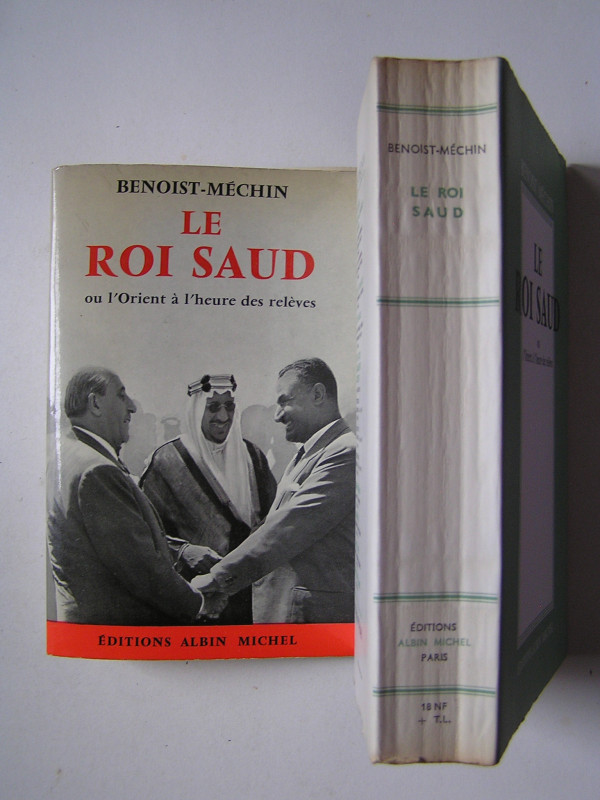 BENOIST-MÉCHIN
LE
ROI SAUD
ou l'Orient à l'heure des relèves
ÉDITIONS ALBIN MICHEL
BENOIST-MÉCHIN
LE ROI
SAUD
ÉDITIONS
ALBIN MICHEL
PARIS
18 NF
+ T.L.
LE
ROI SAUD